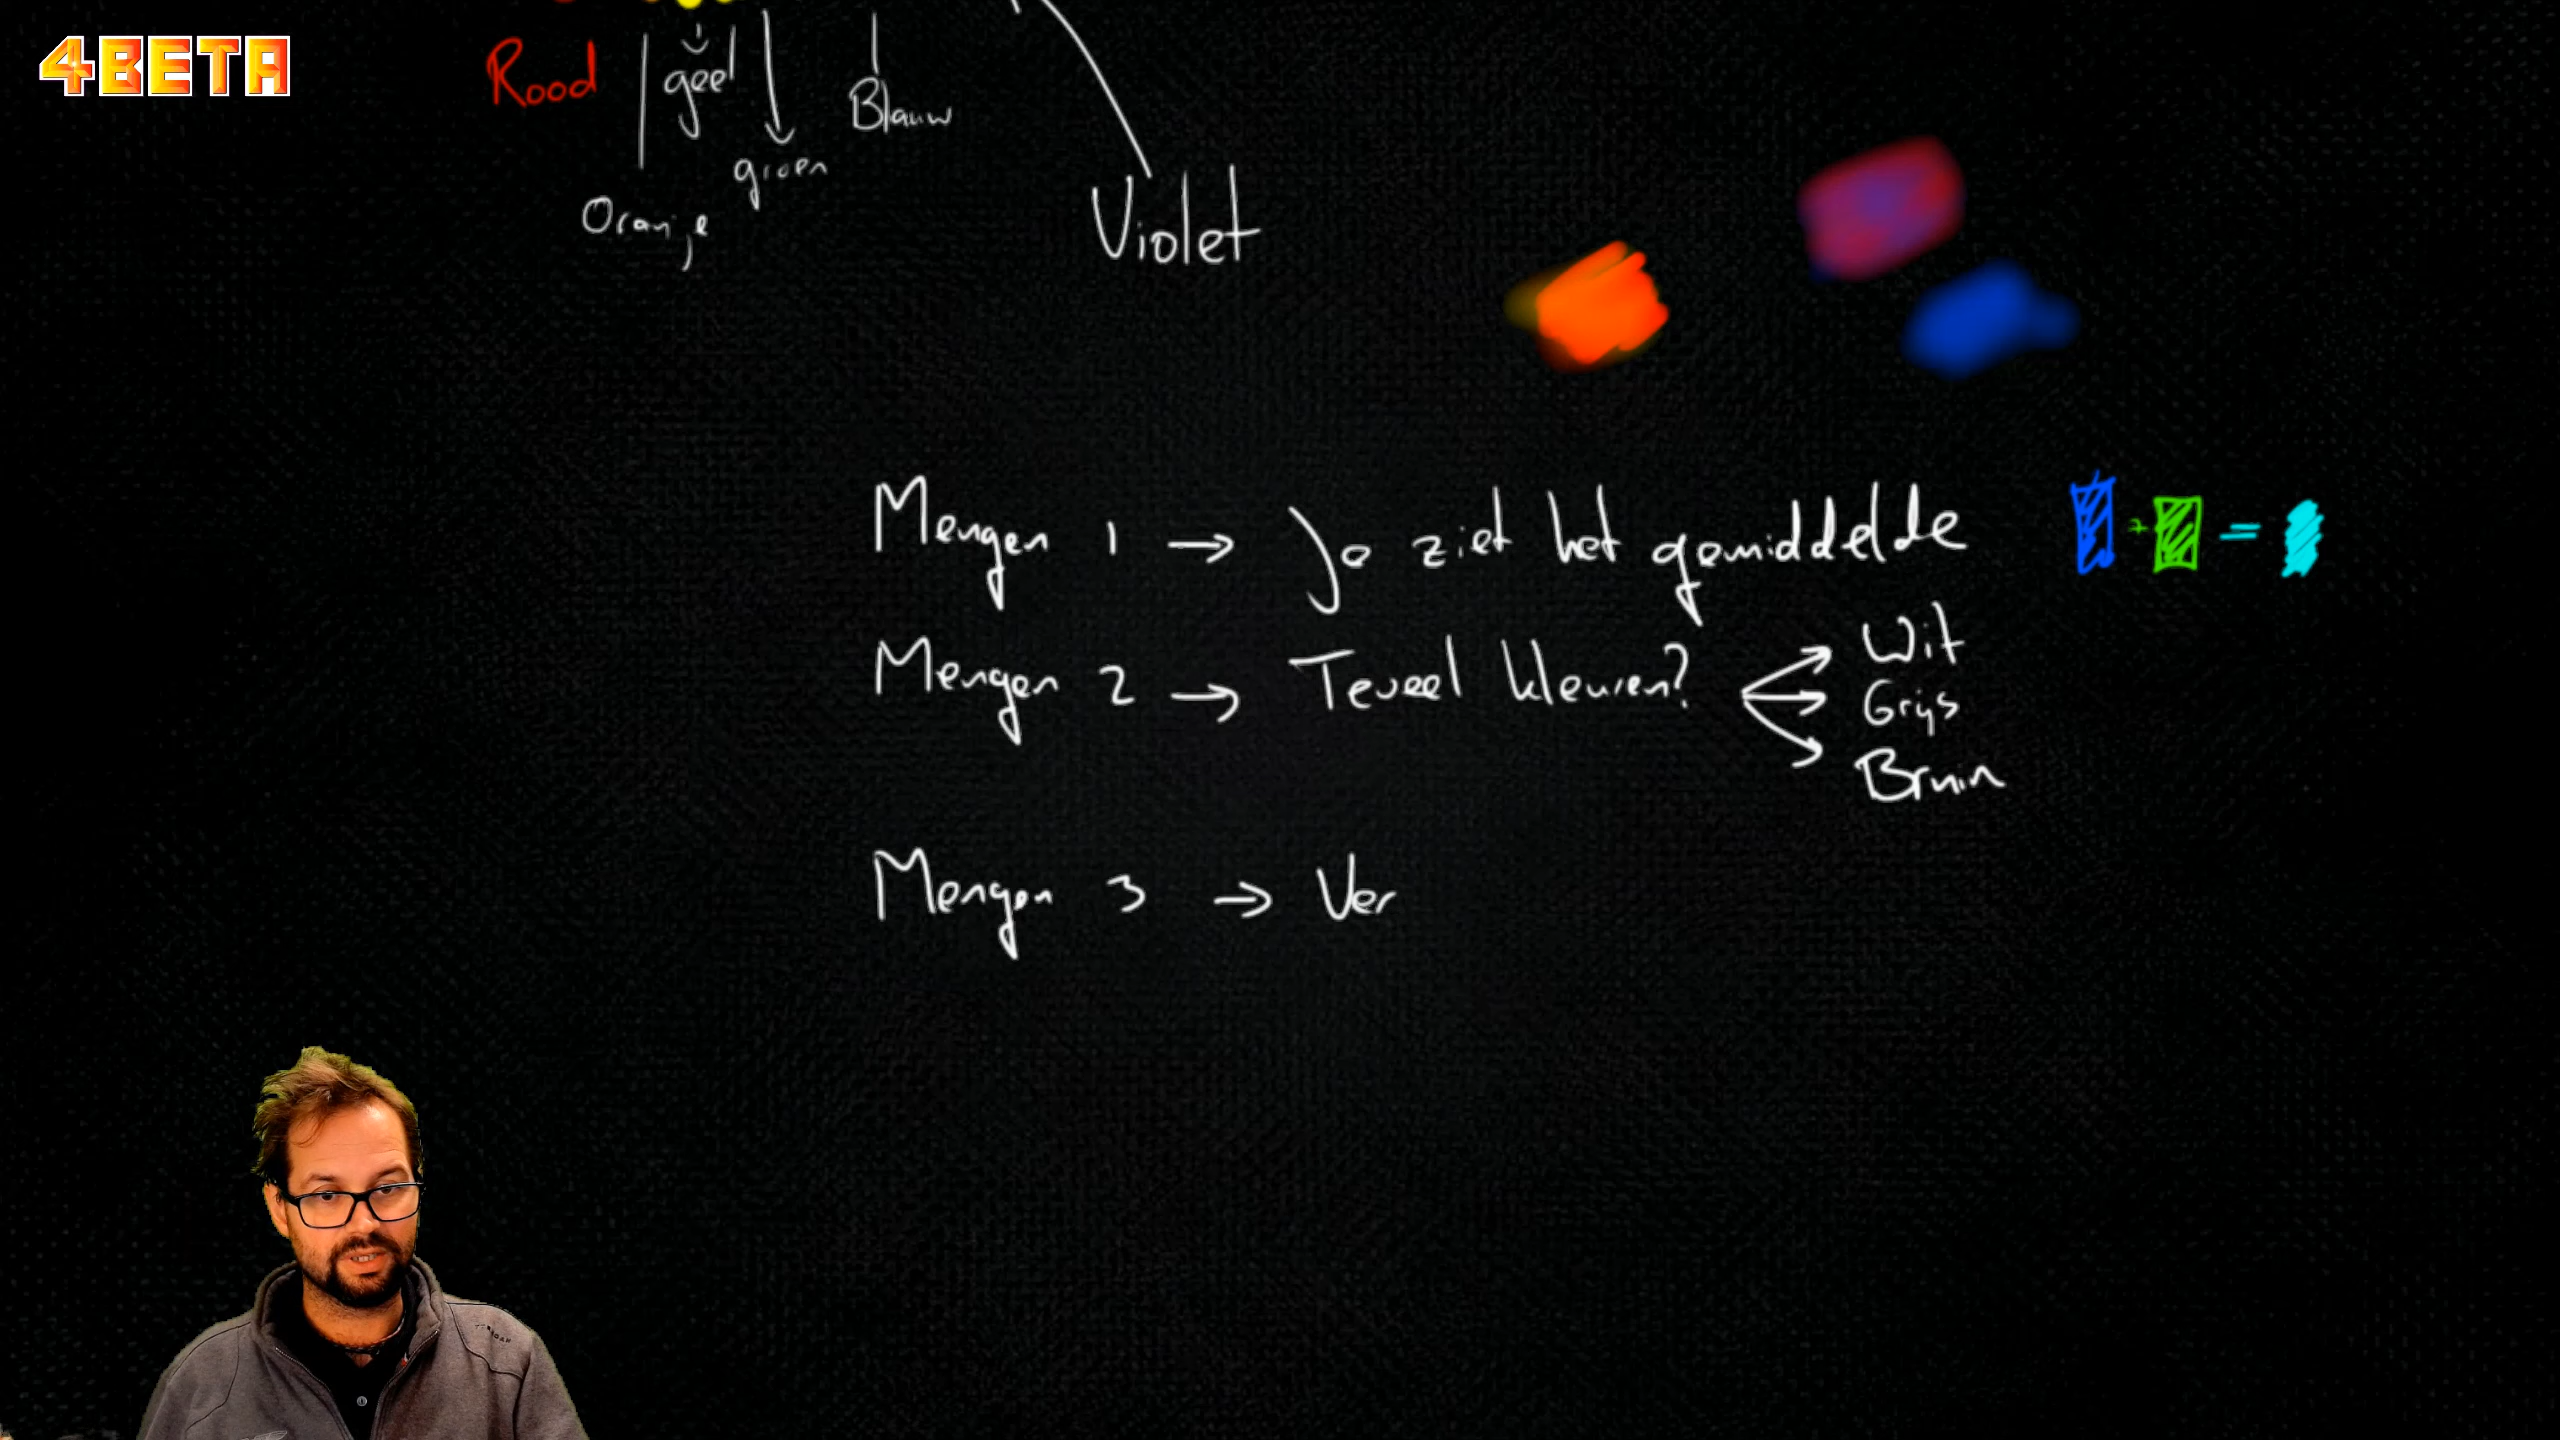 4BETA
Rood
geel
Blauw
groen
Oranje
Violet
Mengen 1 → Je ziet het gemiddelde
+ =
Mengen 2 → Teveel kleuren?
Wit
Grijs
Bruin
Mengen 3 → Ver